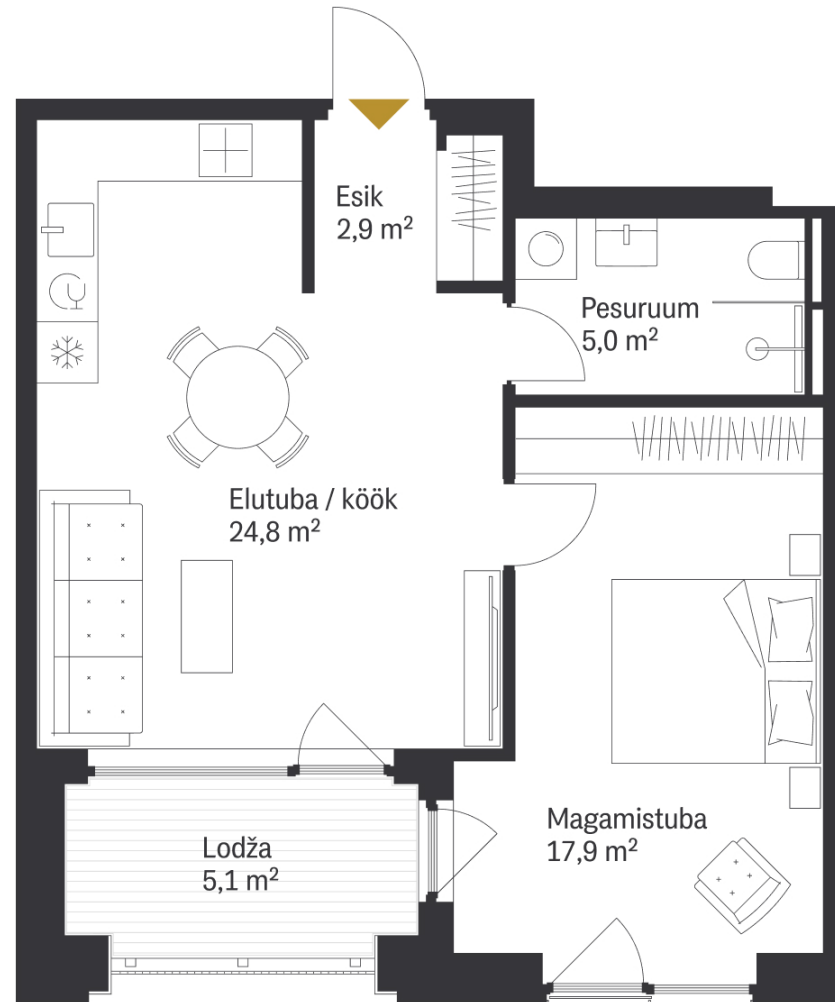 Esik
2,9 m²
Pesuruum
5,0 m²
Elutuba / köök
24,8 m²
Magamistuba
17,9 m²
Lodža
5,1 m²